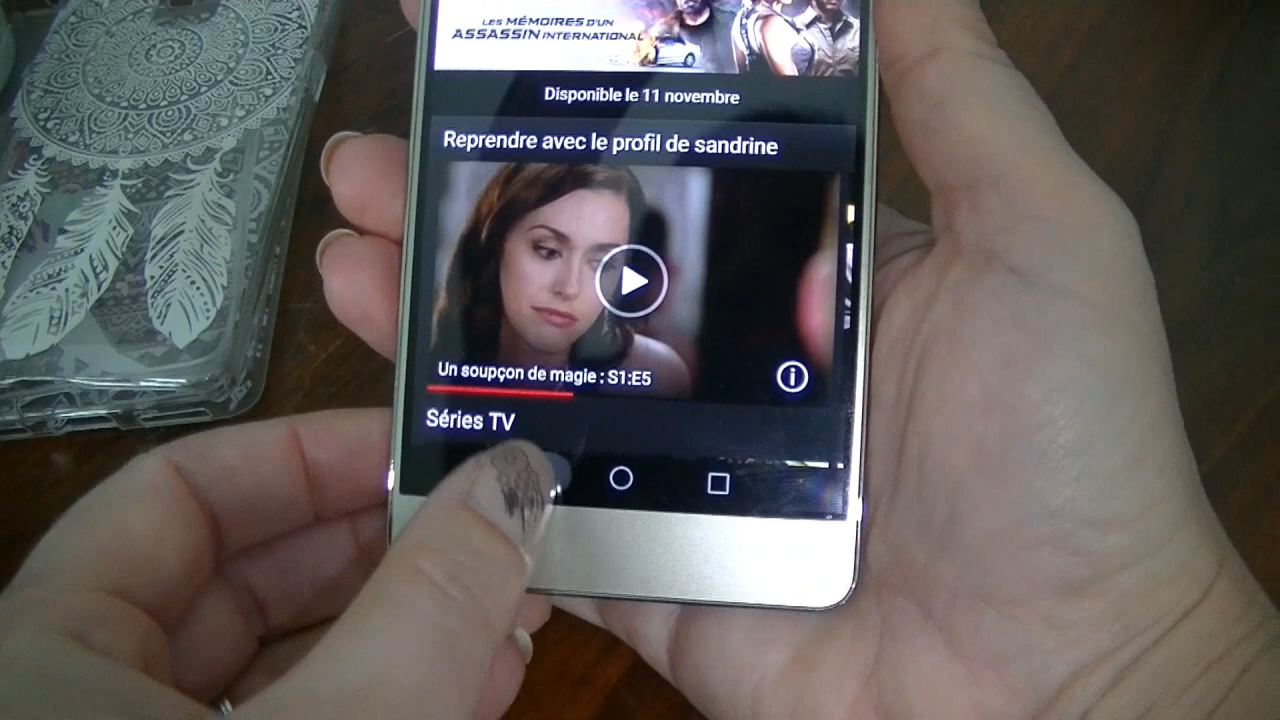 LES MÉMOIRES D'UN
ASSASSIN INTERNATIONAL
Disponible le 11 novembre
Reprendre avec le profil de sandrine
Un soupçon de magie : S1:E5
Séries TV